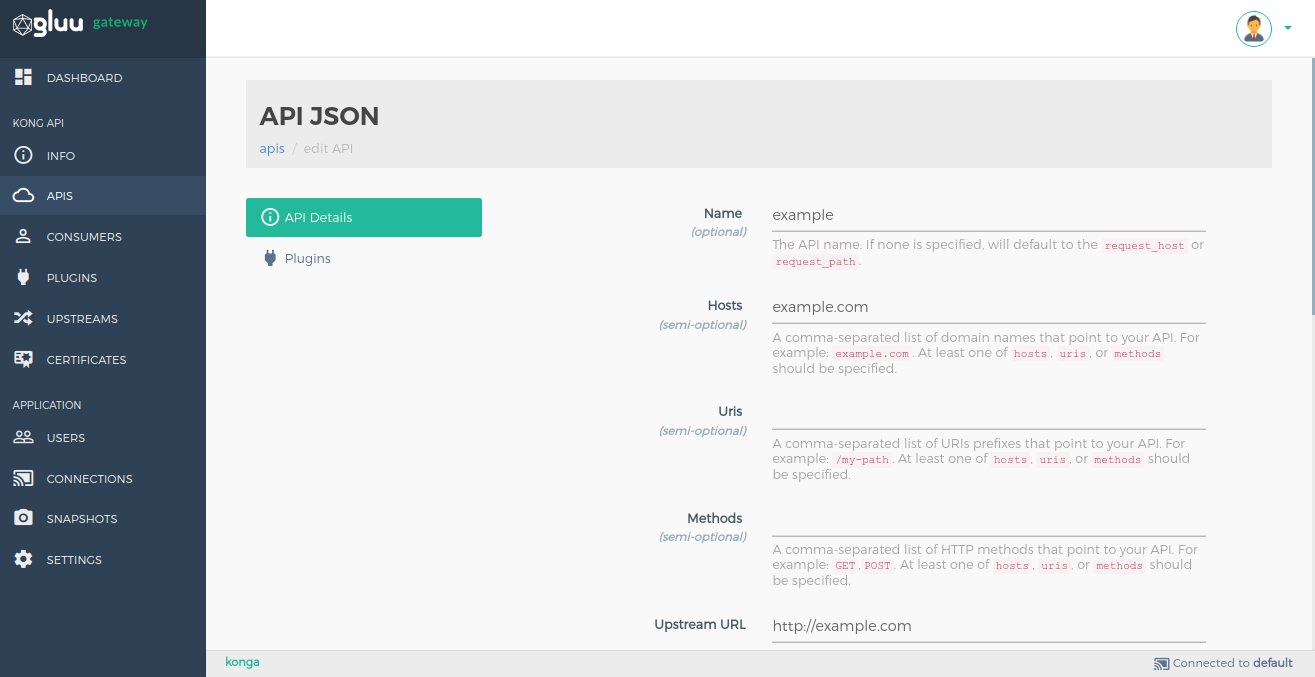 gluu gateway
DASHBOARD
KONG API
INFO
APIS
CONSUMERS
PLUGINS
UPSTREAMS
CERTIFICATES
APPLICATION
USERS
CONNECTIONS
SNAPSHOTS
SETTINGS
API JSON
apis / edit API
API Details
Plugins
Name
(optional)
example
The API name. If none is specified, will default to the request_host or
request_path.
Hosts
(semi-optional)
example.com
A comma-separated list of domain names that point to your API. For
example: example.com. At least one of hosts, uris, or methods
should be specified.
Uris
(semi-optional)
A comma-separated list of URIs prefixes that point to your API. For
example: /my-path. At least one of hosts, uris, or methods should
be specified.
Methods
(semi-optional)
A comma-separated list of HTTP methods that point to your API. For
example: GET,POST. At least one of hosts, uris, or methods should
be specified.
Upstream URL
http://example.com
konga
Connected to default